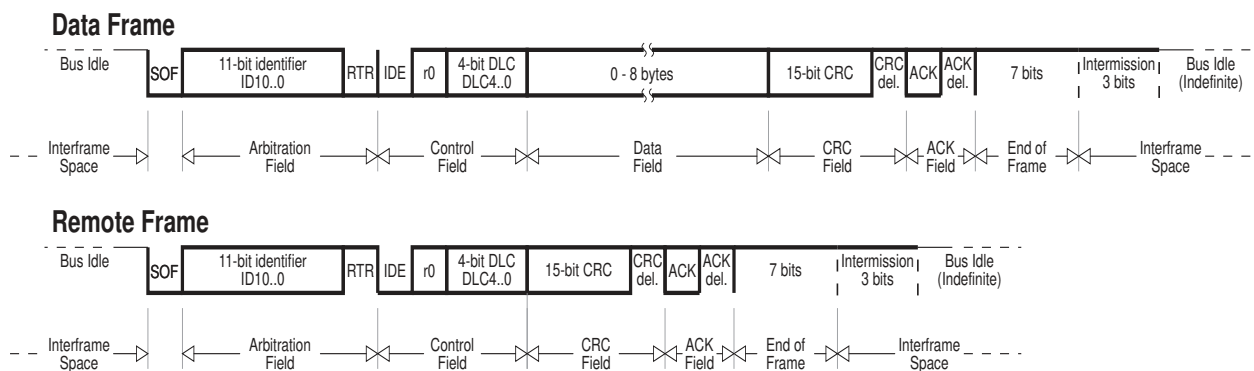 Data Frame
Bus Idle
SOF
11-bit identifier
ID10..0
RTR
IDE
r0
4-bit DLC
DLC4..0
0 - 8 bytes
15-bit CRC
CRC
del.
ACK
ACK
del.
7 bits
Intermission
3 bits
Bus Idle
(Indefinite)
Interframe
Space
Arbitration
Field
Control
Field
Data
Field
CRC
Field
ACK
Field
End of
Frame
Interframe
Space
Remote Frame
Bus Idle
SOF
11-bit identifier
ID10..0
RTR
IDE
r0
4-bit DLC
DLC4..0
15-bit CRC
CRC
del.
ACK
ACK
del.
7 bits
Intermission
3 bits
Bus Idle
(Indefinite)
Interframe
Space
Arbitration
Field
Control
Field
CRC
Field
ACK
Field
End of
Frame
Interframe
Space